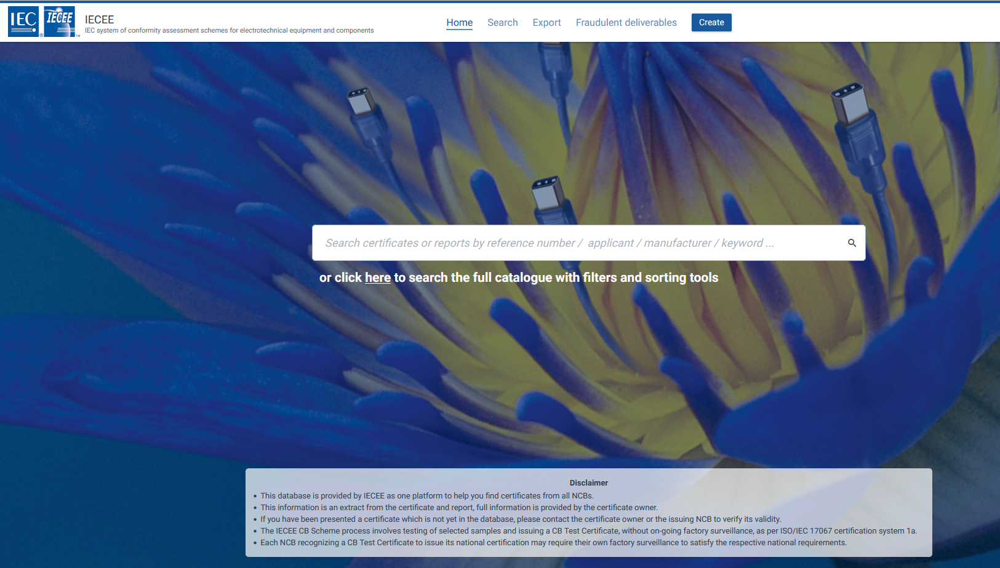 IEC
IECEE
® ™
IECEE
IEC system of conformity assessment schemes for electrotechnical equipment and components
Home Search Export Fraudulent deliverables Create
Search certificates or reports by reference number / applicant / manufacturer / keyword ...
or click here to search the full catalogue with filters and sorting tools
Disclaimer
• This database is provided by IECEE as one platform to help you find certificates from all NCBs.
• This information is an extract from the certificate and report, full information is provided by the certificate owner.
• If you have been presented a certificate which is not yet in the database, please contact the certificate owner or the issuing NCB to verify its validity.
• The IECEE CB Scheme process involves testing of selected samples and issuing a CB Test Certificate, without on-going factory surveillance, as per ISO/IEC 17067 certification system 1a.
• Each NCB recognizing a CB Test Certificate to issue its national certification may require their own factory surveillance to satisfy the respective national requirements.